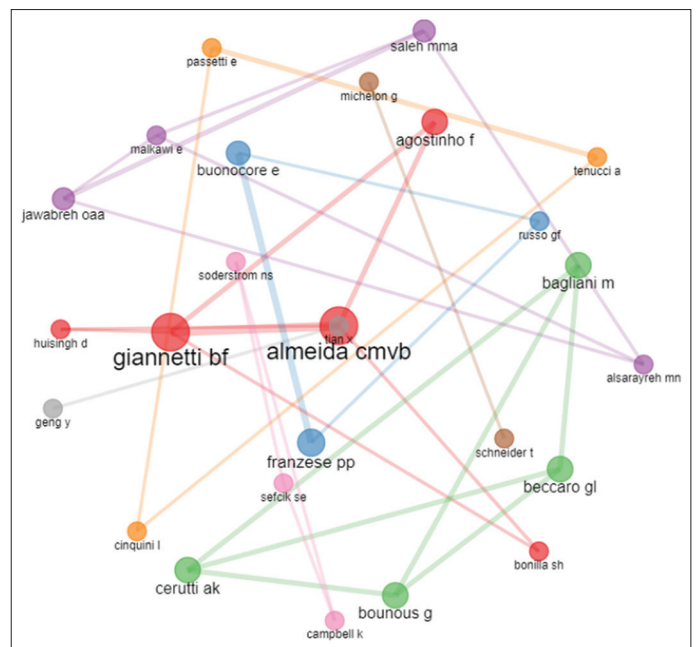 saleh mma
passetti e
michelon g
agostinho f
malkawi e
tenucci a
buonocore e
jawabreh oaa
russo gf
soderstrom ns
bagliani m
tian x
huisingh d
giannetti bf
almeida cmvb
alsarayreh mn
geng y
schneider t
franzese pp
beccaro gl
sefcik se
cinquini l
bonilla sh
cerutti ak
bounous g
campbell k